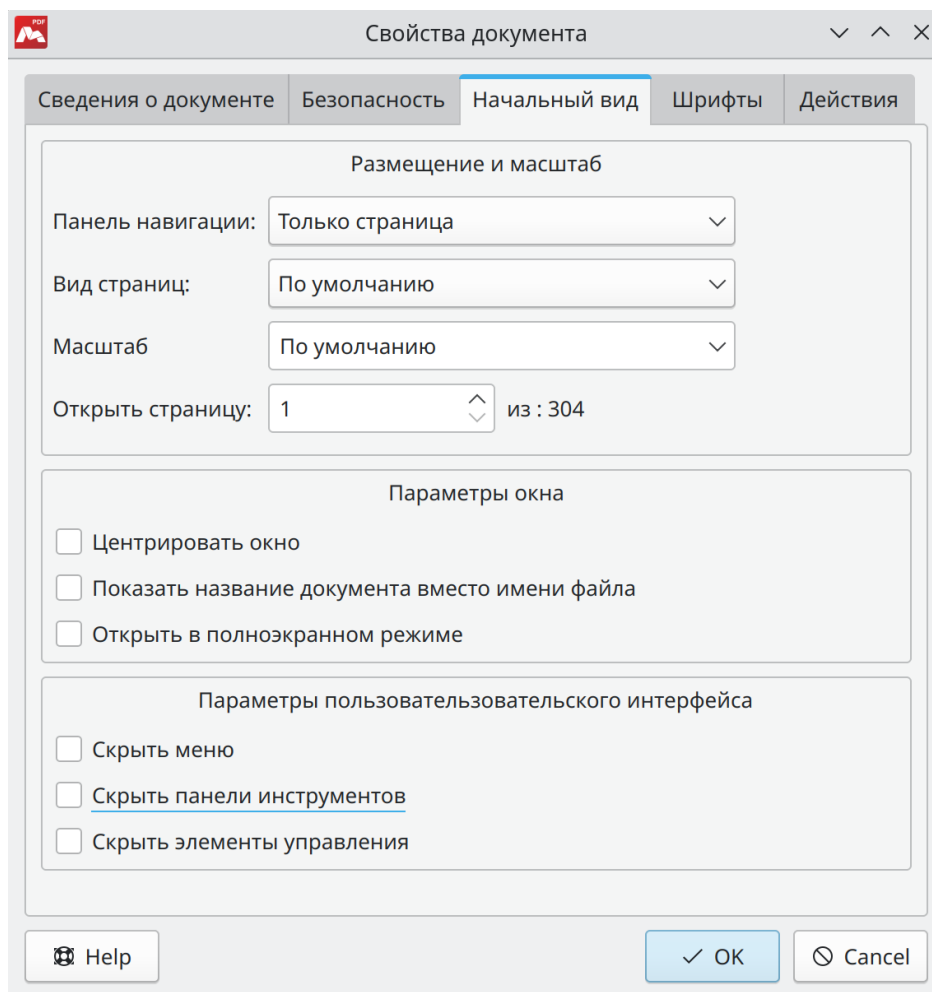 PDF
Свойства документа
Сведения о документе Безопасность Начальный вид Шрифты Действия
Размещение и масштаб
Панель навигации: Только страница
Вид страниц: По умолчанию
Масштаб По умолчанию
Открыть страницу: 1 из : 304
Параметры окна
Центрировать окно
Показать название документа вместо имени файла
Открыть в полноэкранном режиме
Параметры пользовательзовательского интерфейса
Скрыть меню
Скрыть панели инструментов
Скрыть элементы управления
Help OK Cancel